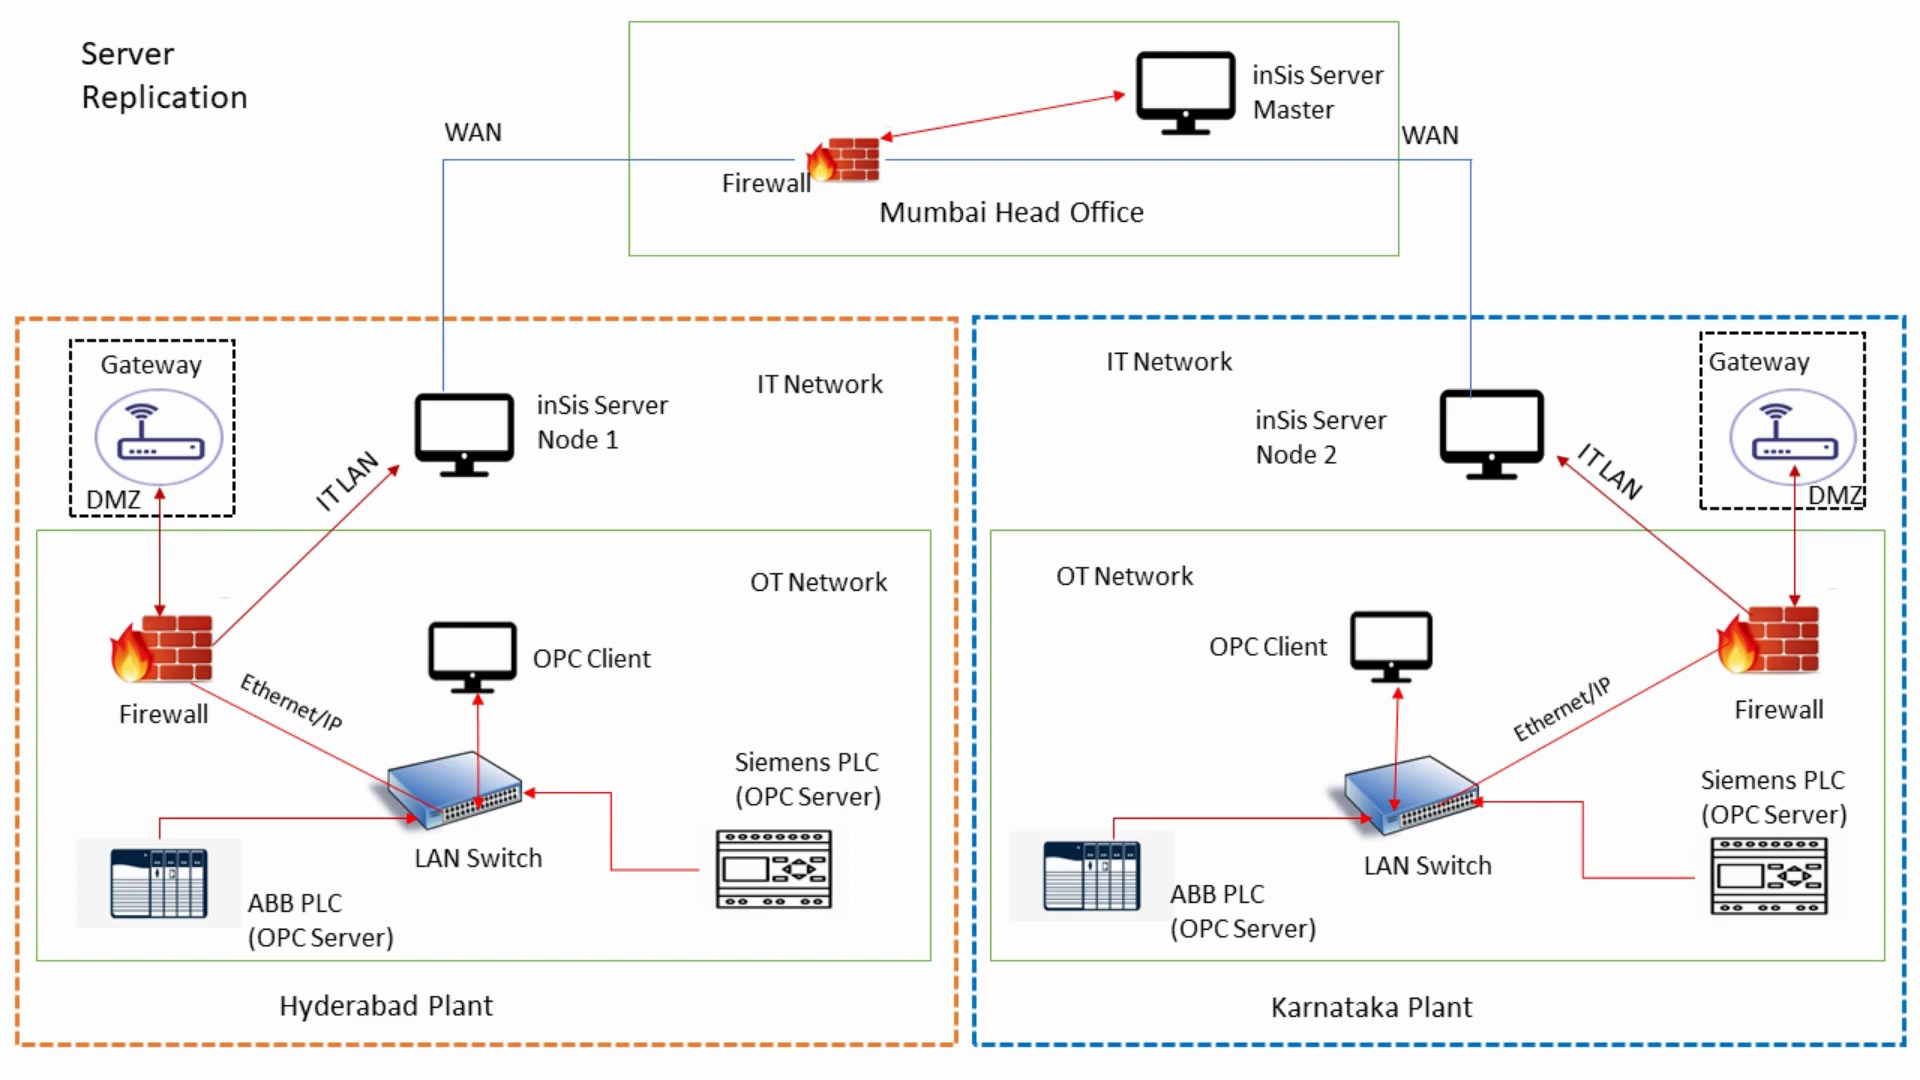 Server
Replication
inSis Server
Master
WAN
WAN
Firewall
Mumbai Head Office
Gateway
DMZ
IT LAN
inSis Server
Node 1
IT Network
OT Network
Firewall
Ethernet/IP
OPC Client
LAN Switch
Siemens PLC
(OPC Server)
ABB PLC
(OPC Server)
Hyderabad Plant
IT Network
inSis Server
Node 2
IT LAN
Gateway
DMZ
OT Network
OPC Client
Ethernet/IP
Firewall
LAN Switch
Siemens PLC
(OPC Server)
ABB PLC
(OPC Server)
Karnataka Plant